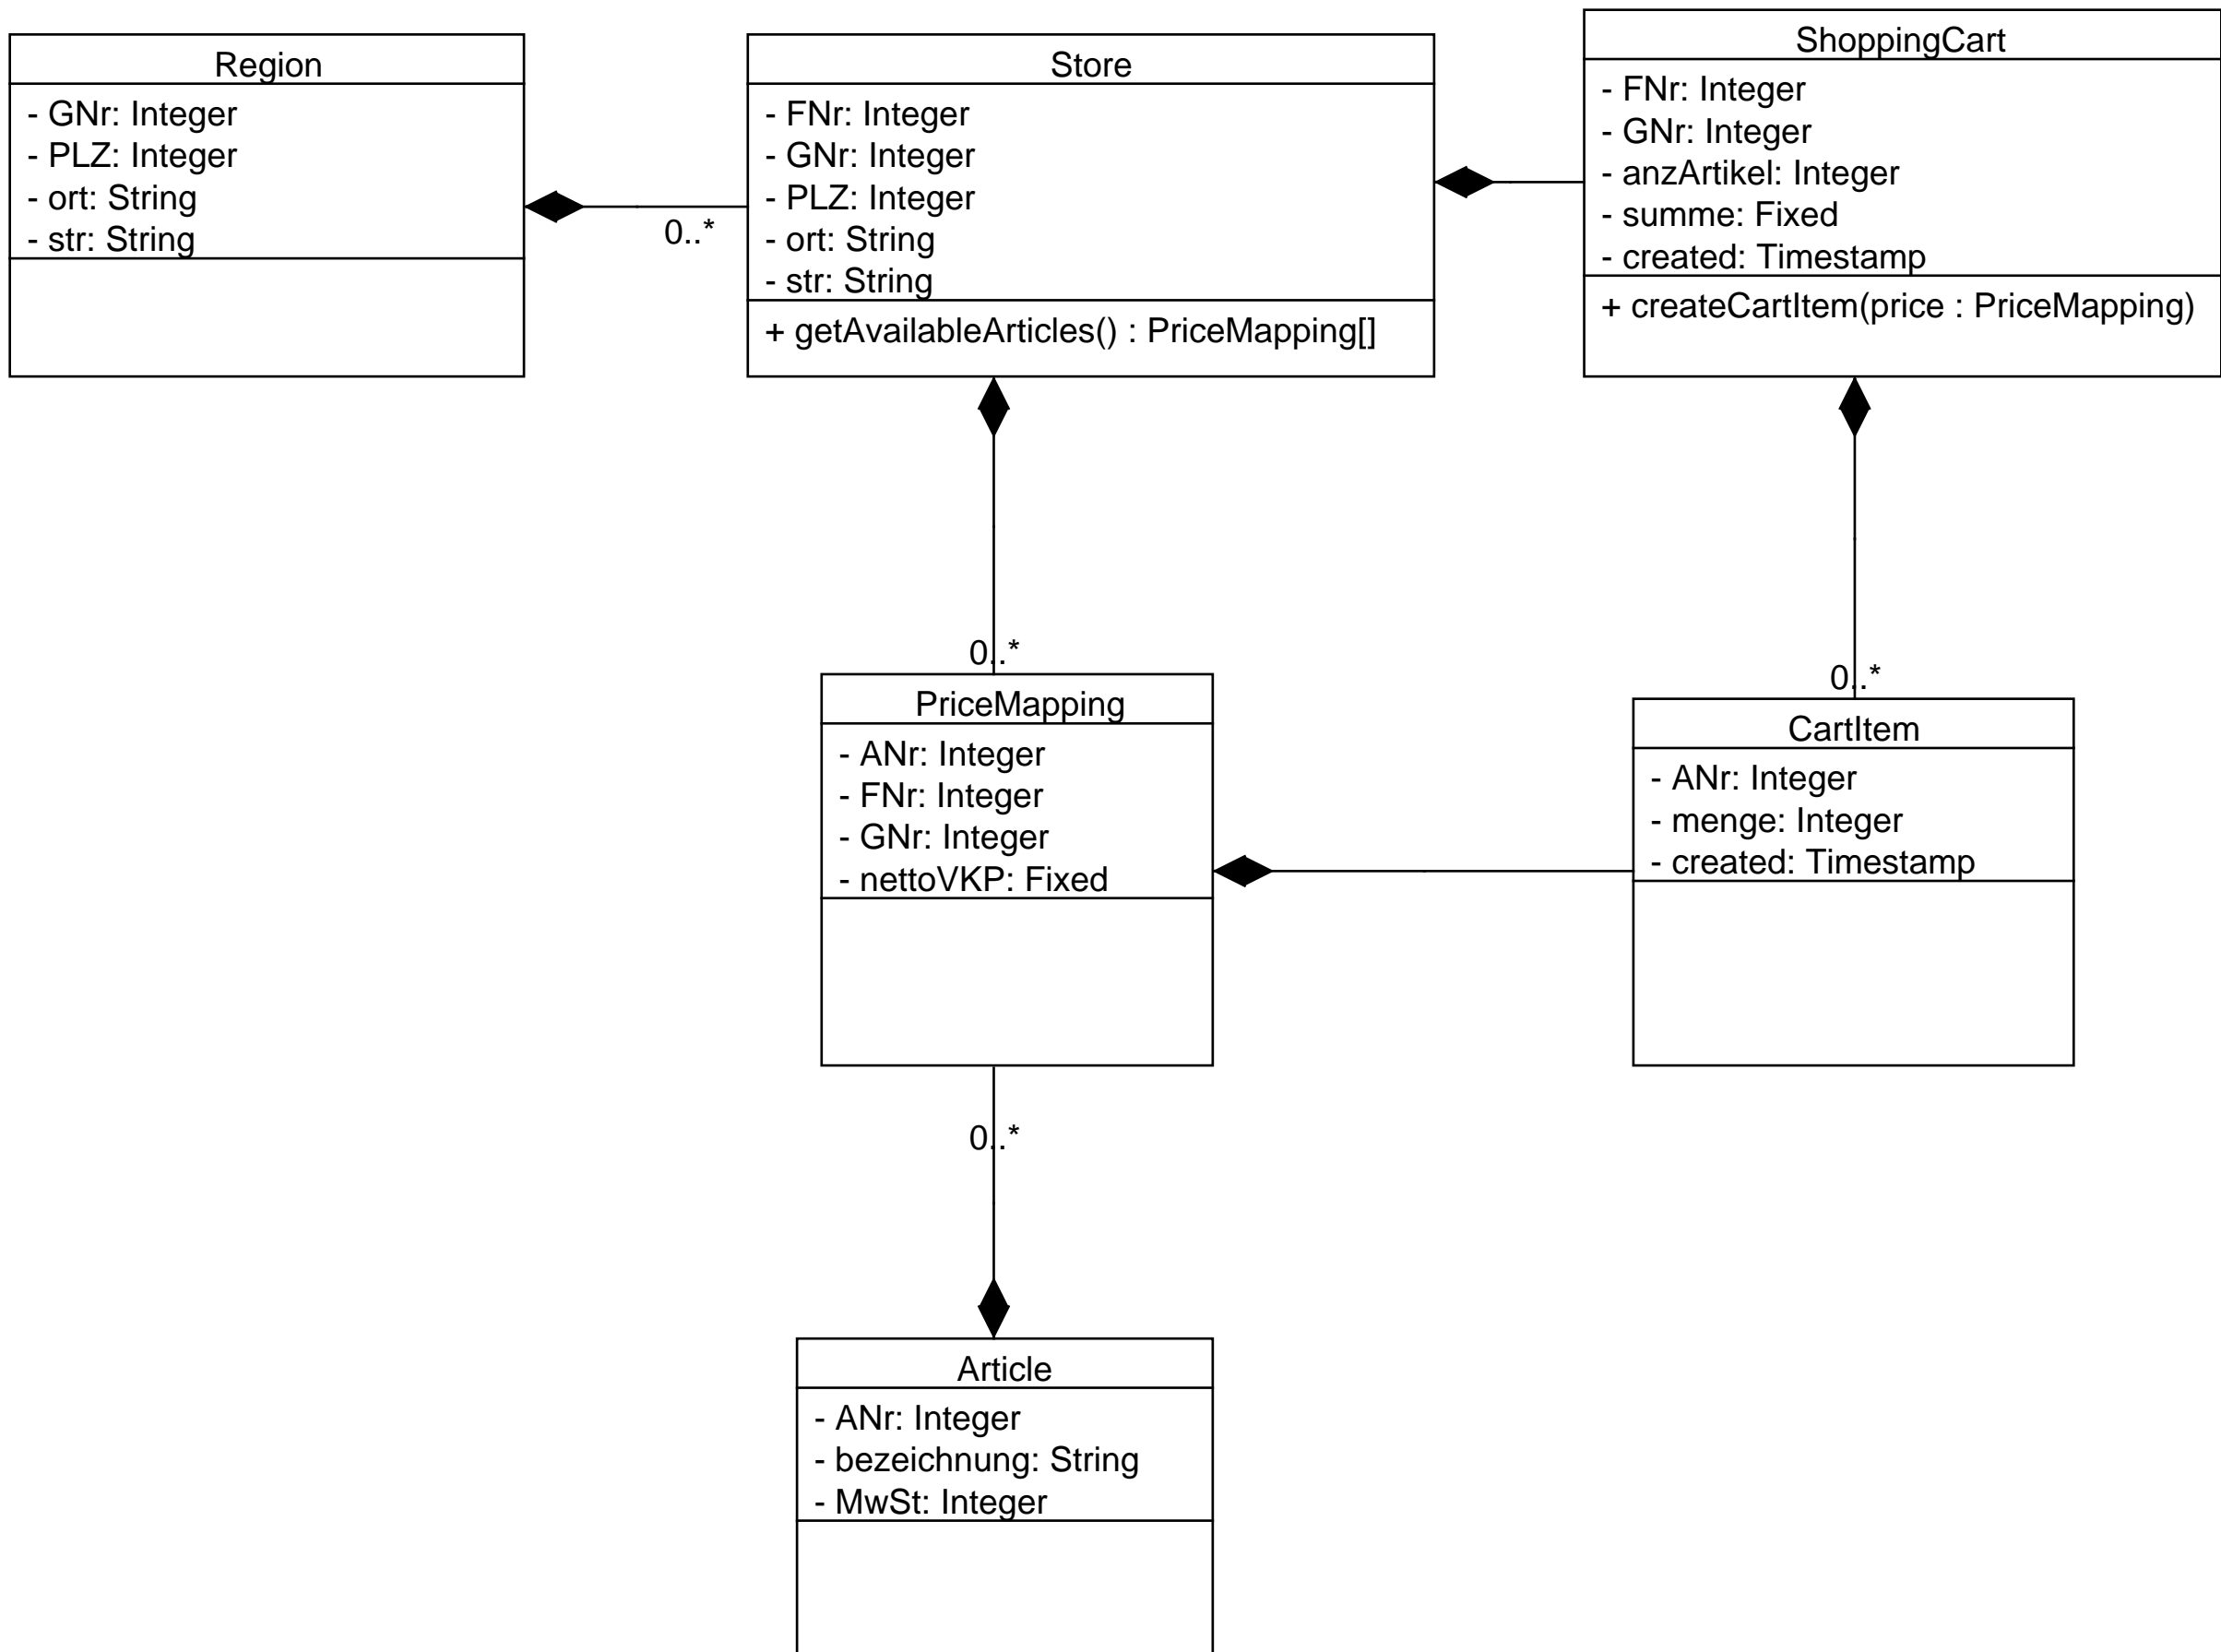 Region
- GNr: Integer
- PLZ: Integer
- ort: String
- str: String
0..*
Store
- FNr: Integer
- GNr: Integer
- PLZ: Integer
- ort: String
- str: String
+ getAvailableArticles() : PriceMapping[]
ShoppingCart
- FNr: Integer
- GNr: Integer
- anzArtikel: Integer
- summe: Fixed
- created: Timestamp
+ createCartItem(price : PriceMapping)
0..*
PriceMapping
- ANr: Integer
- FNr: Integer
- GNr: Integer
- nettoVKP: Fixed
0..*
CartItem
- ANr: Integer
- menge: Integer
- created: Timestamp
0..*
Article
- ANr: Integer
- bezeichnung: String
- MwSt: Integer